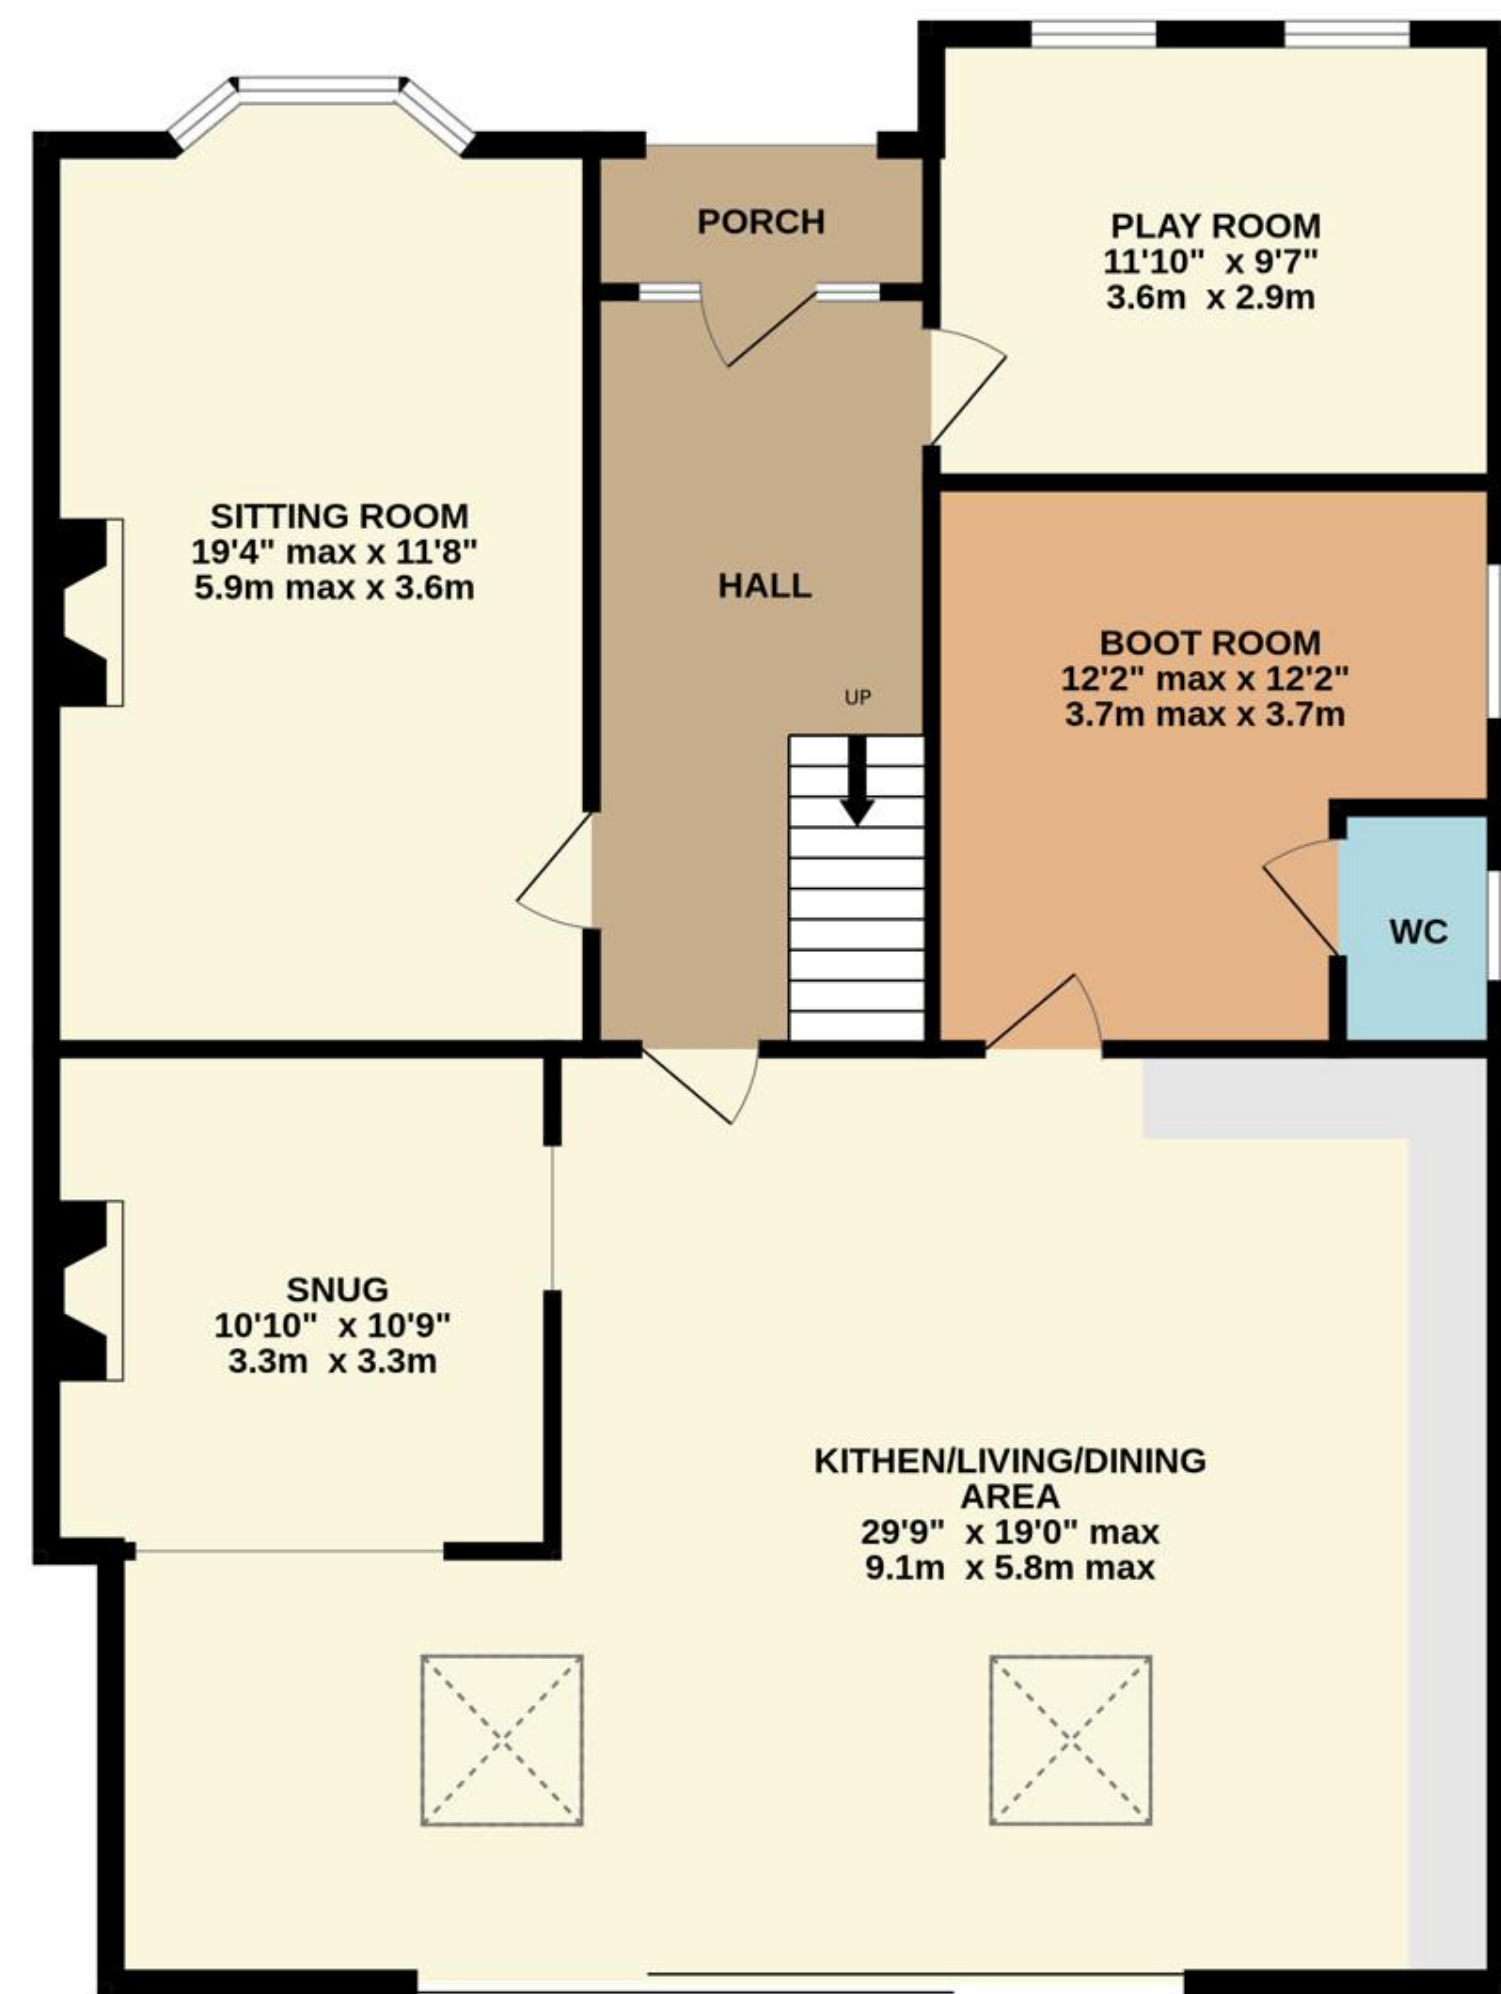 PORCH
PLAY ROOM
11'10" x 9'7"
3.6m x 2.9m
SITTING ROOM
19'4" max x 11'8"
5.9m max x 3.6m
HALL
UP
BOOT ROOM
12'2" max x 12'2"
3.7m max x 3.7m
WC
SNUG
10'10" x 10'9"
3.3m x 3.3m
KITHEN/LIVING/DINING
AREA
29'9" x 19'0" max
9.1m x 5.8m max